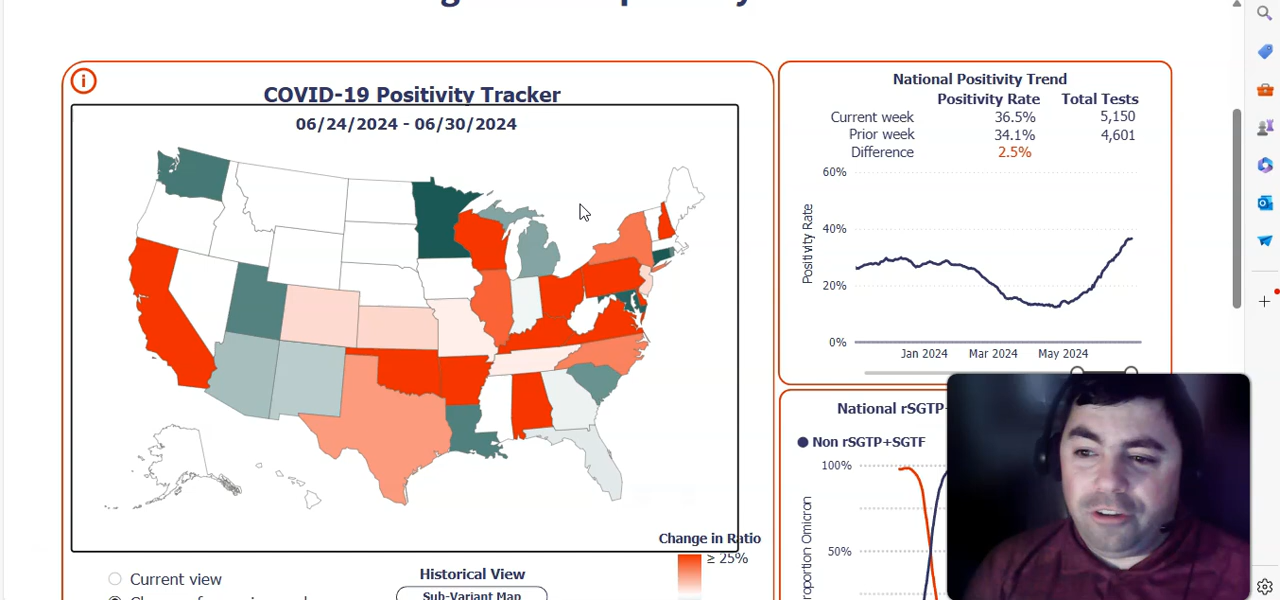 COVID-19 Positivity Tracker
06/24/2024 - 06/30/2024
Change in Ratio
≥ 25%
Current view
Historical View
Sub-Variant Map
National Positivity Trend
Positivity Rate Total Tests
Current week 36.5% 5,150
Prior week 34.1% 4,601
Difference 2.5%
60%
40%
20%
0%
Positivity Rate
Jan 2024 Mar 2024 May 2024
National rSGTP
Non rSGTP+SGTF
100%
50%
Omicron